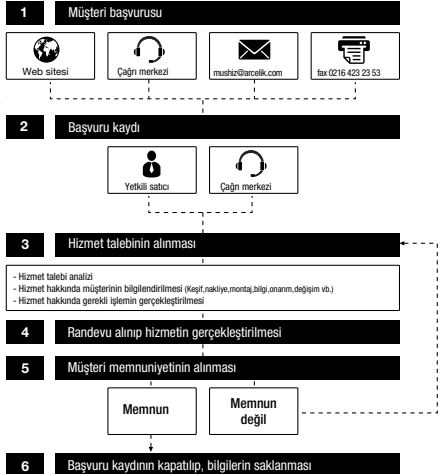 1 Müşteri başvurusu
Web sitesi
Çağrı merkezi
mushiz@arcelik.com
fax 0216 423 23 53
2 Başvuru kaydı
Yetkili satıcı
Çağrı merkezi
3 Hizmet talebinin alınması
- Hizmet talebi analizi
- Hizmet hakkında müşterinin bilgilendirilmesi (Keşif,nakliye,montaj,bilgi,onarım,değişim vb.)
- Hizmet hakkında gerekli işlemin gerçekleştirilmesi
4 Randevu alınıp hizmetin gerçekleştirilmesi
5 Müşteri memnuniyetinin alınması
Memnun
Memnun
değil
6 Başvuru kaydının kapatılıp, bilgilerin saklanması